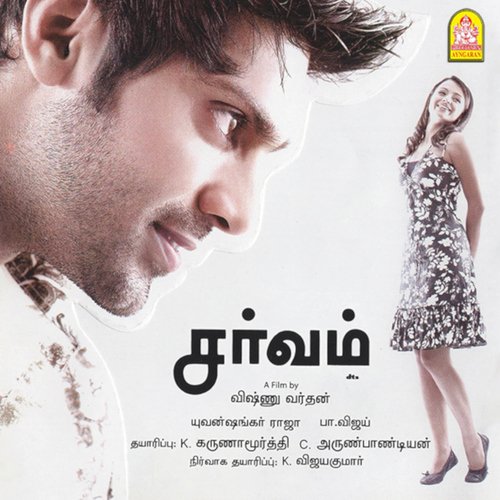 AYNGARAN
சர்வம்
A Film by
விஷ்ணு வர்தன்
யுவன்ஷங்கர் ராஜா பா.விஜய்
தயாரிப்பு: K. கருணாமூர்த்தி C. அருண்பாண்டியன்
நிர்வாக தயாரிப்பு: K. விஜயகுமார்